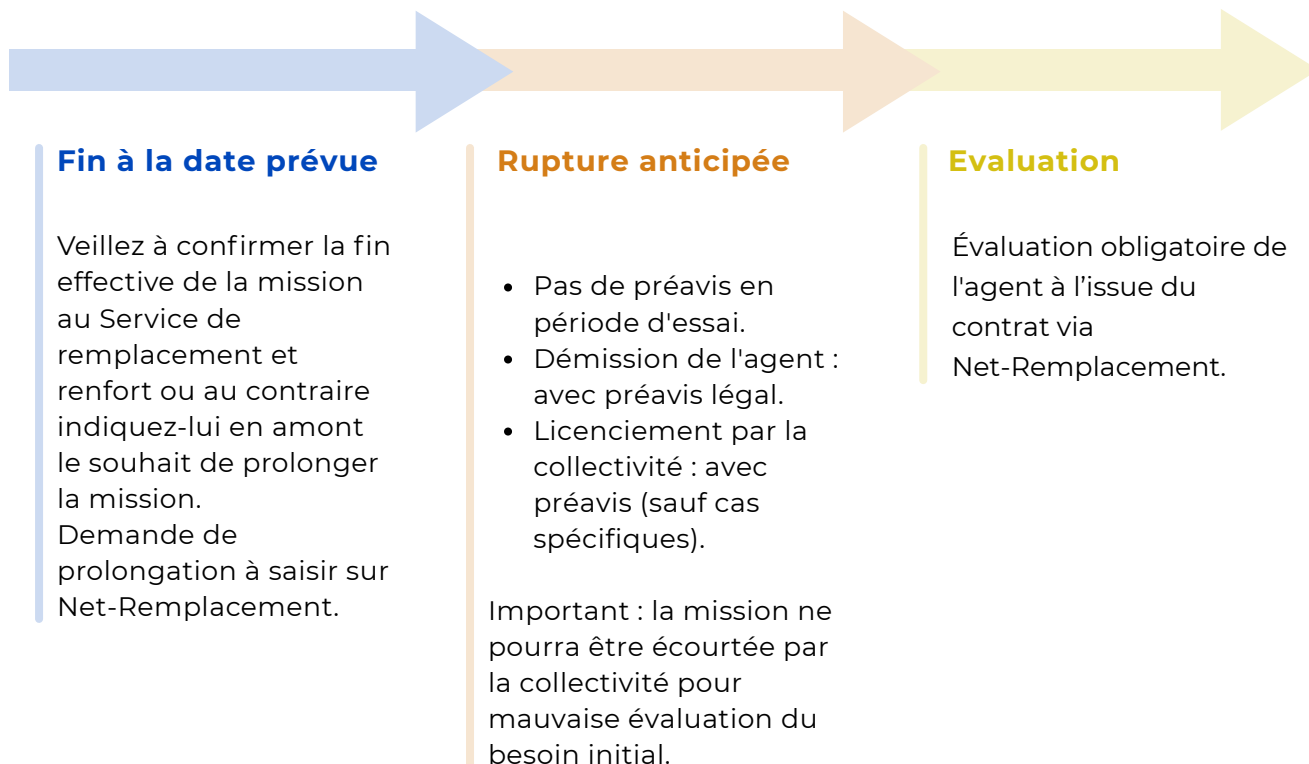 Fin à la date prévue
Veillez à confirmer la fin
effective de la mission
au Service de
remplacement et
renfort ou au contraire
indiquez-lui en amont
le souhait de prolonger
la mission.
Demande de
prolongation à saisir sur
Net-Remplacement.
Rupture anticipée
• Pas de préavis en
période d'essai.
• Démission de l'agent :
avec préavis légal.
• Licenciement par la
collectivité : avec
préavis (sauf cas
spécifiques).
Important : la mission ne
pourra être écourtée par
la collectivité pour
mauvaise évaluation du
besoin initial.
Evaluation
Évaluation obligatoire de
l'agent à l’issue du
contrat via
Net-Remplacement.